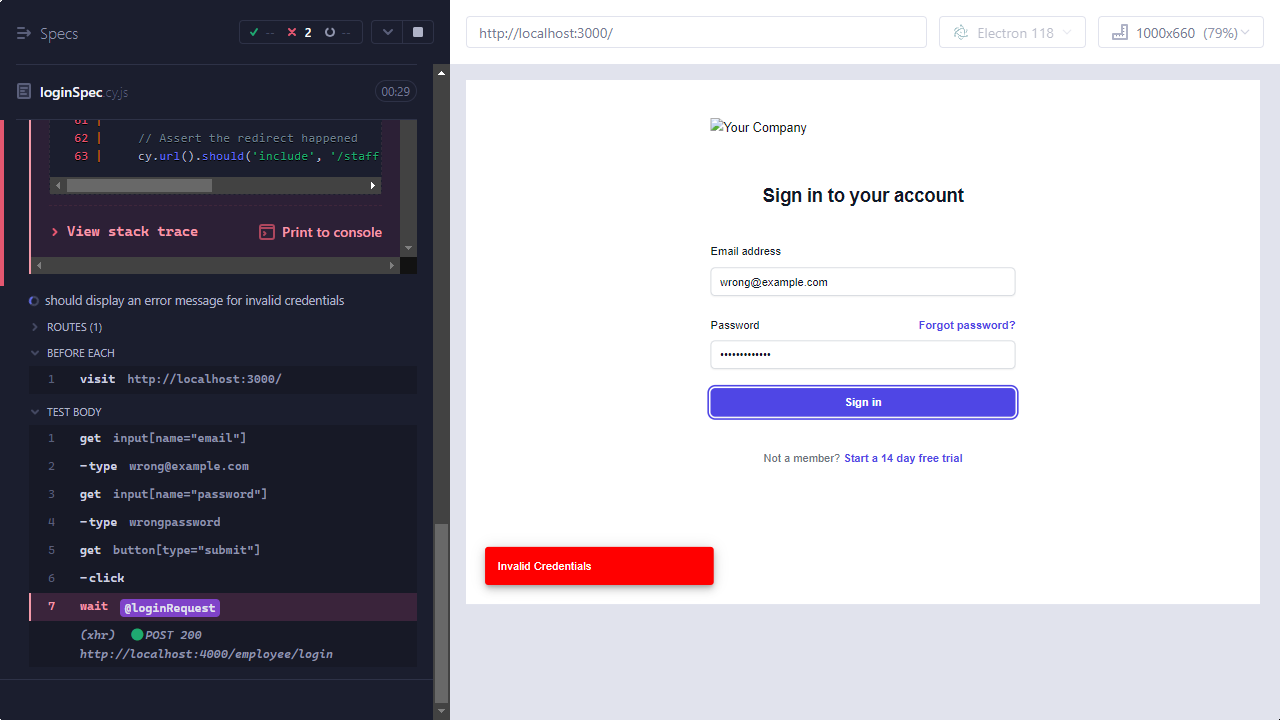 Specs
-- 2 --
loginSpec.cy.js 00:29
61 |
62 | // Assert the redirect happened
63 | cy.url().should('include', '/staff
View stack trace
Print to console
should display an error message for invalid credentials
ROUTES (1)
BEFORE EACH
1 visit http://localhost:3000/
TEST BODY
1 get input[name="email"]
2 -type wrong@example.com
3 get input[name="password"]
4 -type wrongpassword
5 get button[type="submit"]
6 -click
7 wait @loginRequest
(xhr) POST 200
http://localhost:4000/employee/login
http://localhost:3000/
Electron 118
1000x660 (79%)
Your Company
Sign in to your account
Email address
wrong@example.com
Password Forgot password?
•••••••••••••
Sign in
Not a member? Start a 14 day free trial
Invalid Credentials